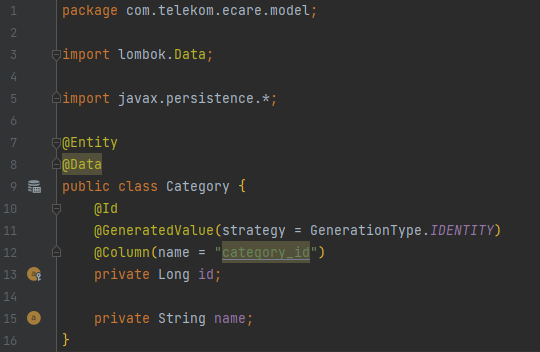 1 package com.telekom.ecare.model;
2
3 import lombok.Data;
4
5 import javax.persistence.*;
6
7 @Entity
8 @Data
9 public class Category {
10 @Id
11 @GeneratedValue(strategy = GenerationType.IDENTITY)
12 @Column(name = "category_id")
13 private Long id;
14
15 private String name;
16 }